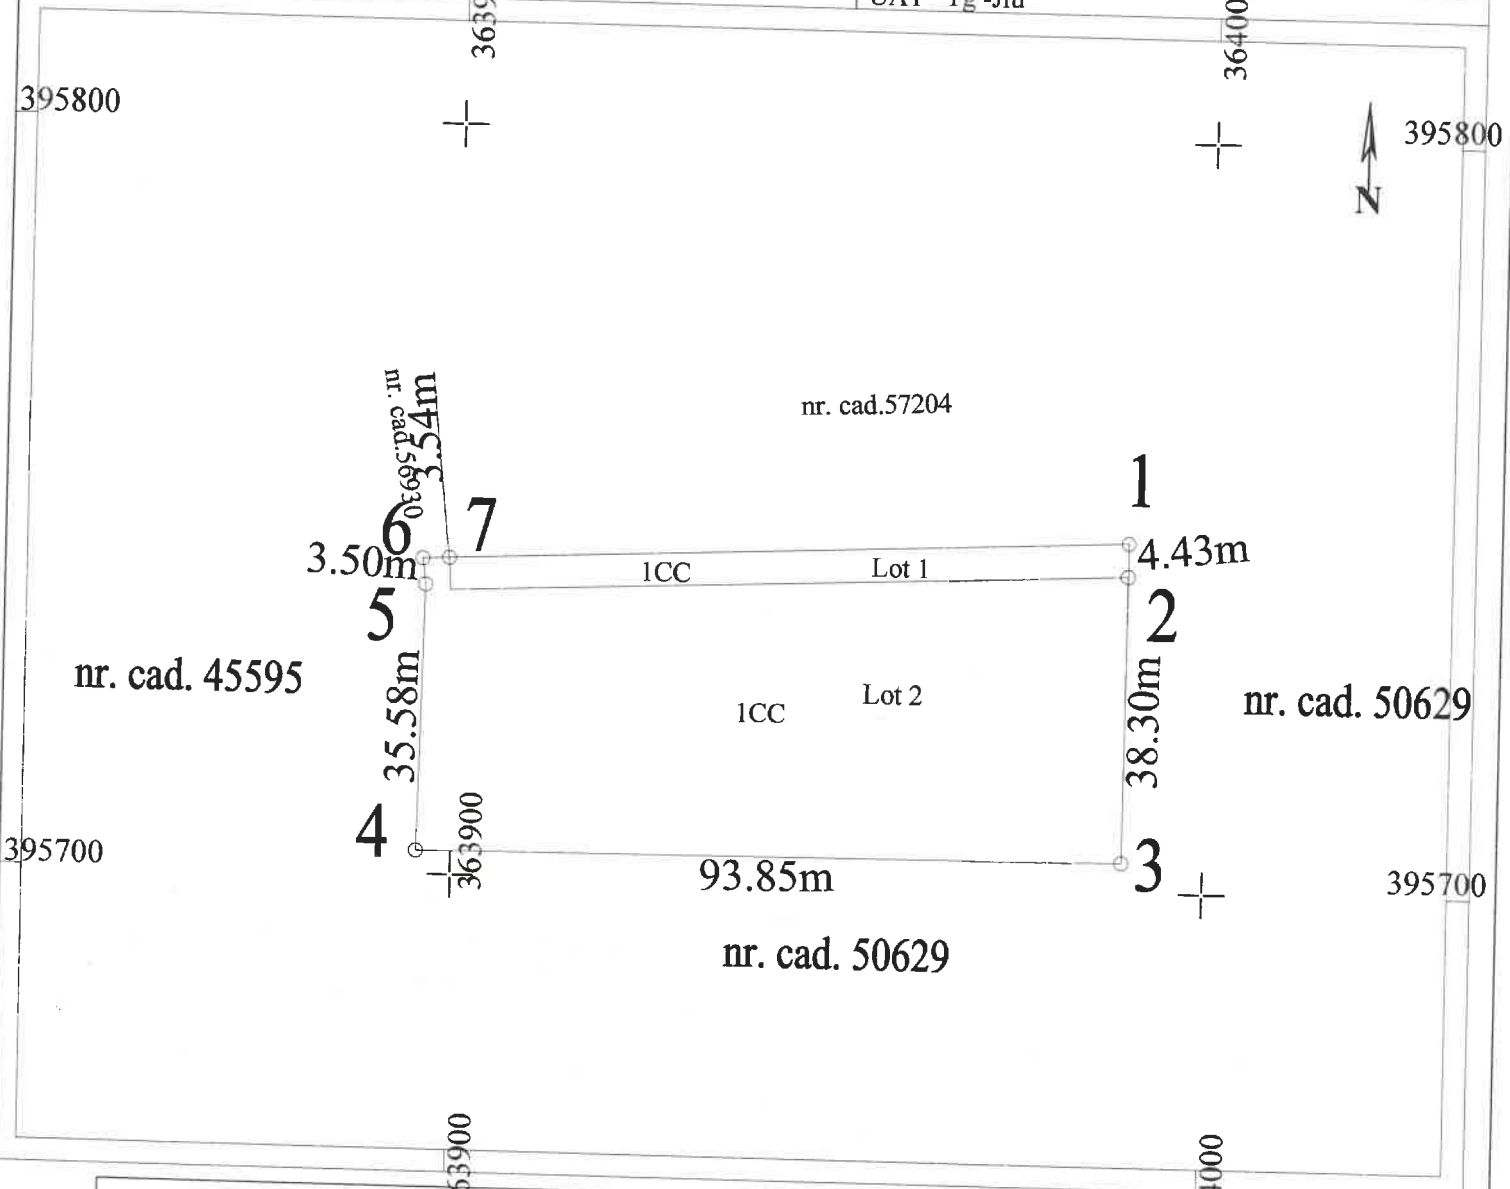 395800
395800
N
nr. cad.56930
3.54m
nr. cad.57204
1
6
7
3.50m
1CC
Lot 1
4.43m
5
2
nr. cad. 45595
35.58m
1CC
Lot 2
38.30m
nr. cad. 50629
4
363900
395700
93.85m
3
395700
nr. cad. 50629